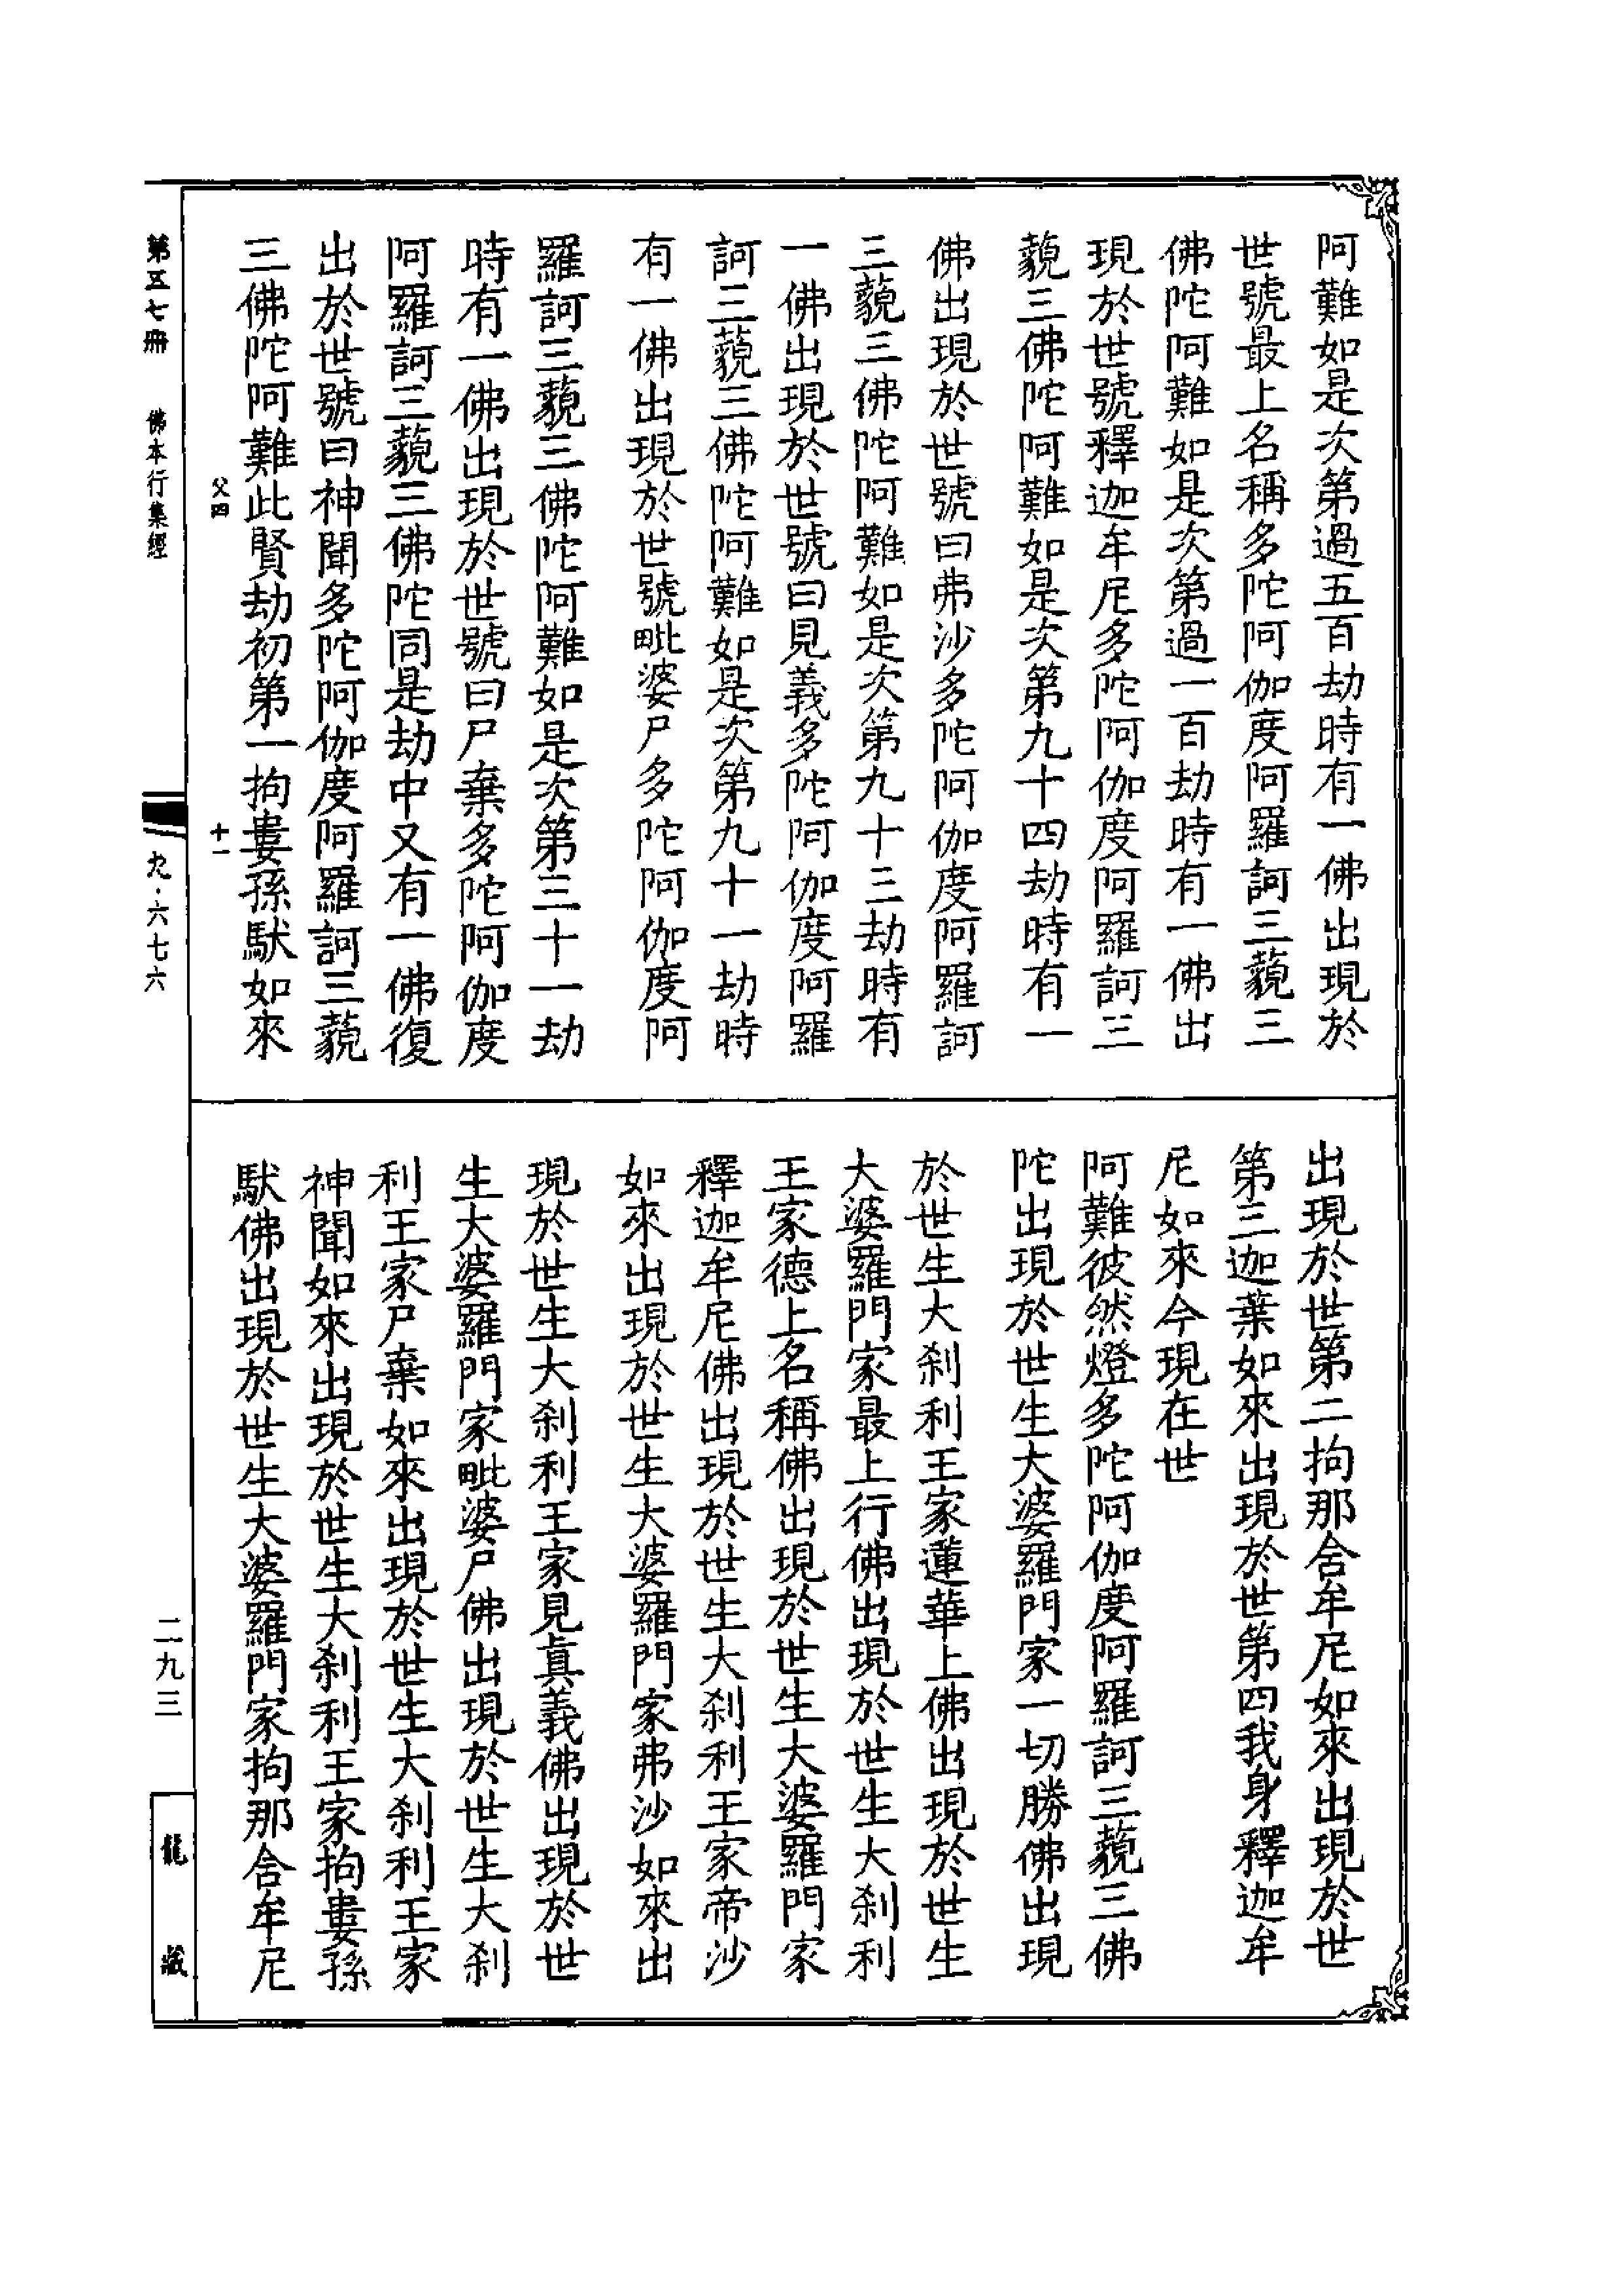 阿難如是次第過五百劫時有一佛出現於
世號最上名稱多陀阿伽度阿羅訶三藐三
佛陀阿難如是次第過一百劫時有一佛出
現於世號釋迦牟尼多陀阿伽度阿羅訶三
藐三佛陀阿難如是次第九十四劫時有一
佛出現於世號曰弗沙多陀阿伽度阿羅訶
三藐三佛陀阿難如是次第九十三劫時有
一佛出現於世號曰見義多陀阿伽度阿羅
訶三藐三佛陀阿難如是次第九十一劫時
有一佛出現於世號毗婆尸多陀阿伽度阿
羅訶三藐三佛陀阿難如是次第三十一劫
時有一佛出現於世號曰尸棄多陀阿伽度
阿羅訶三藐三佛陀同是劫中又有一佛復
出於世號曰神聞多陀阿伽度阿羅訶三藐
三佛陀阿難此賢劫初第一拘婁孫馱如來
父四 十一
出現於世第二拘那含牟尼如來出現於世
第三迦葉如來出現於世第四我身釋迦牟
尼如來今現在世
阿難彼然燈多陀阿伽度阿羅訶三藐三佛
陀出現於世生大婆羅門家一切勝佛出現
於世生大剎利王家蓮華上佛出現於世生
大婆羅門家最上行佛出現於世生大剎利
王家德上名稱佛出現於世生大婆羅門家
釋迦牟尼佛出現於世生大剎利王家帝沙
如來出現於世生大婆羅門家弗沙如來出
現於世生大剎利王家見真義佛出現於世
生大婆羅門家毗婆尸佛出現於世生大剎
利王家尸棄如來出現於世生大剎利王家
神聞如來出現於世生大剎利王家拘婁孫
馱佛出現於世生大婆羅門家拘那含牟尼
第五七冊 佛本行集經
九·六七六
二九三
龍藏